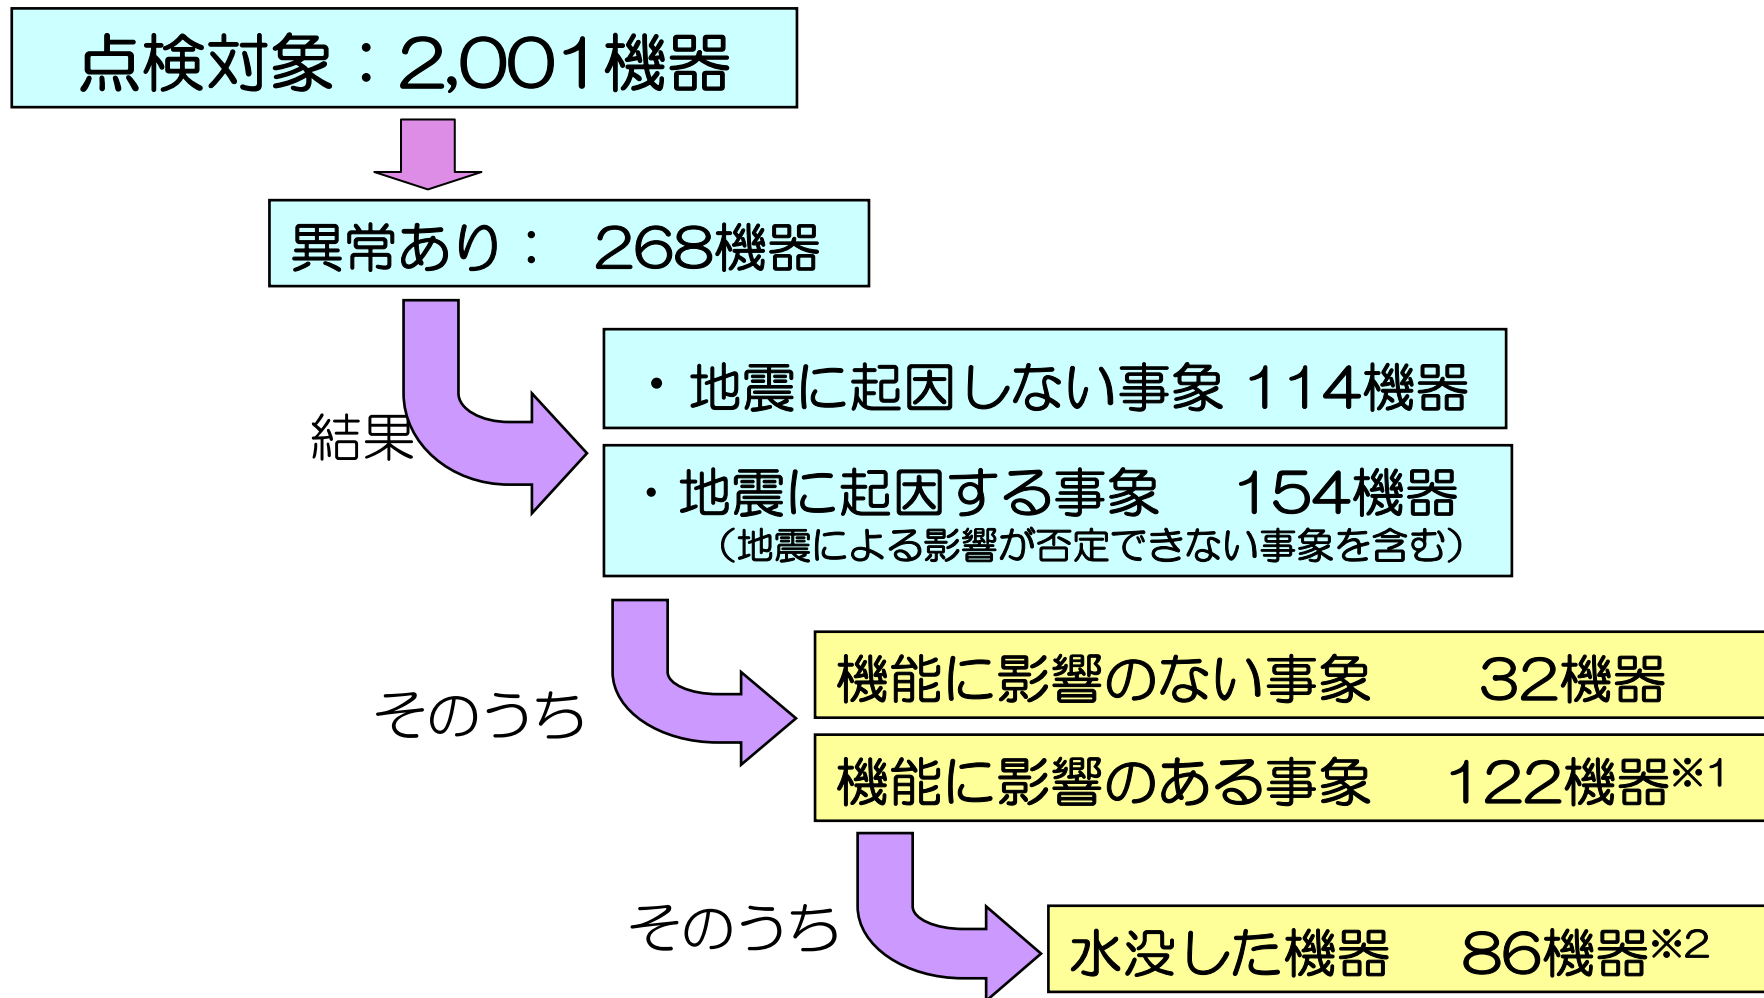 点検対象：2,001機器
異常あり：　268機器
・地震に起因しない事象 114機器
結果
・地震に起因する事象　154機器
（地震による影響が否定できない事象を含む）
機能に影響のない事象　　32機器
そのうち
機能に影響のある事象　122機器※1
そのうち
水没した機器　86機器※2